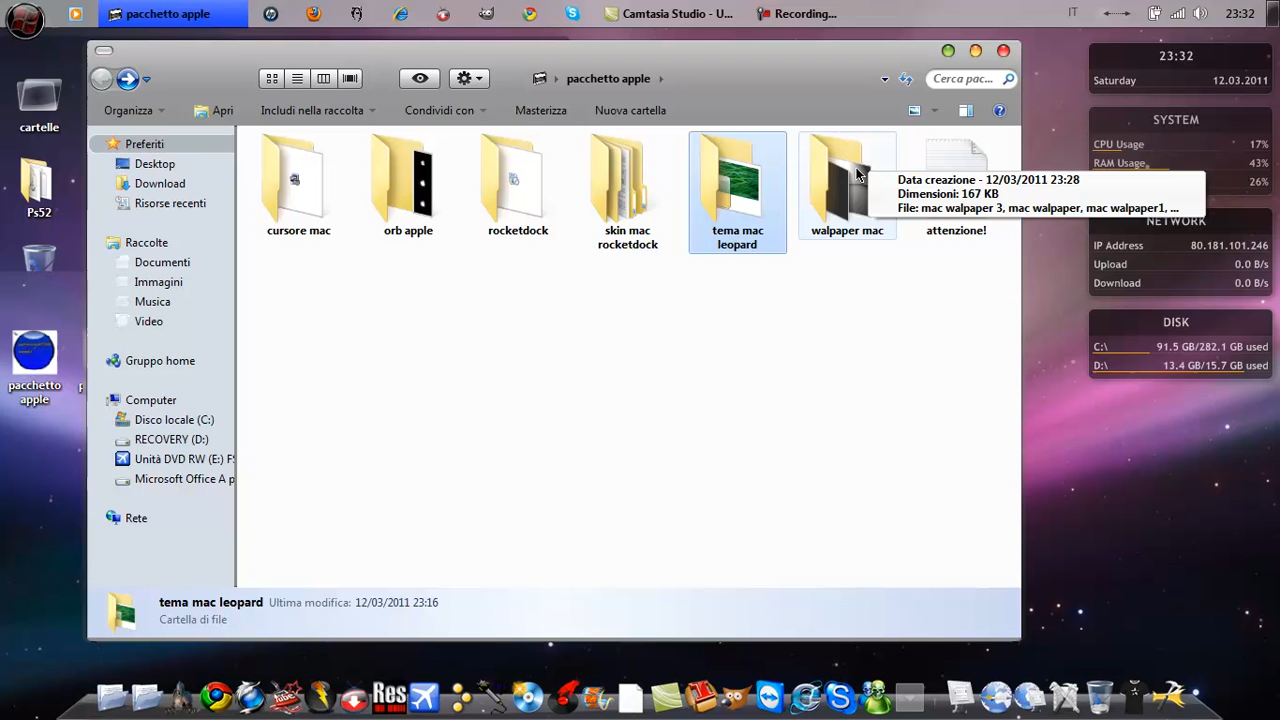 pacchetto apple
Camtasia Studio - U...
Recording...
IT
23:32
pacchetto apple
Cerca pac...
Organizza
Apri
Includi nella raccolta
Condividi con
Masterizza
Nuova cartella
Preferiti
Desktop
Download
Risorse recenti
Raccolte
Documenti
Immagini
Musica
Video
Gruppo home
Computer
Disco locale (C:)
RECOVERY (D:)
Unità DVD RW (E:) F
Microsoft Office A p
Rete
cursore mac
orb apple
rocketdock
skin mac
rocketdock
tema mac
leopard
walpaper mac
attenzione!
Data creazione - 12/03/2011 23:28
Dimensioni: 167 KB
File: mac walpaper 3, mac walpaper, mac walpaper1, ...
tema mac leopard Ultima modifica: 12/03/2011 23:16
Cartella di file
cartelle
Ps52
pacchetto
apple
23:32
Saturday 12.03.2011
SYSTEM
CPU Usage 17%
RAM Usage 43%
26%
NETWORK
IP Address 80.181.101.246
Upload 0.0 B/s
Download 0.0 B/s
DISK
C:\ 91.5 GB/282.1 GB used
D:\ 13.4 GB/15.7 GB used
Res